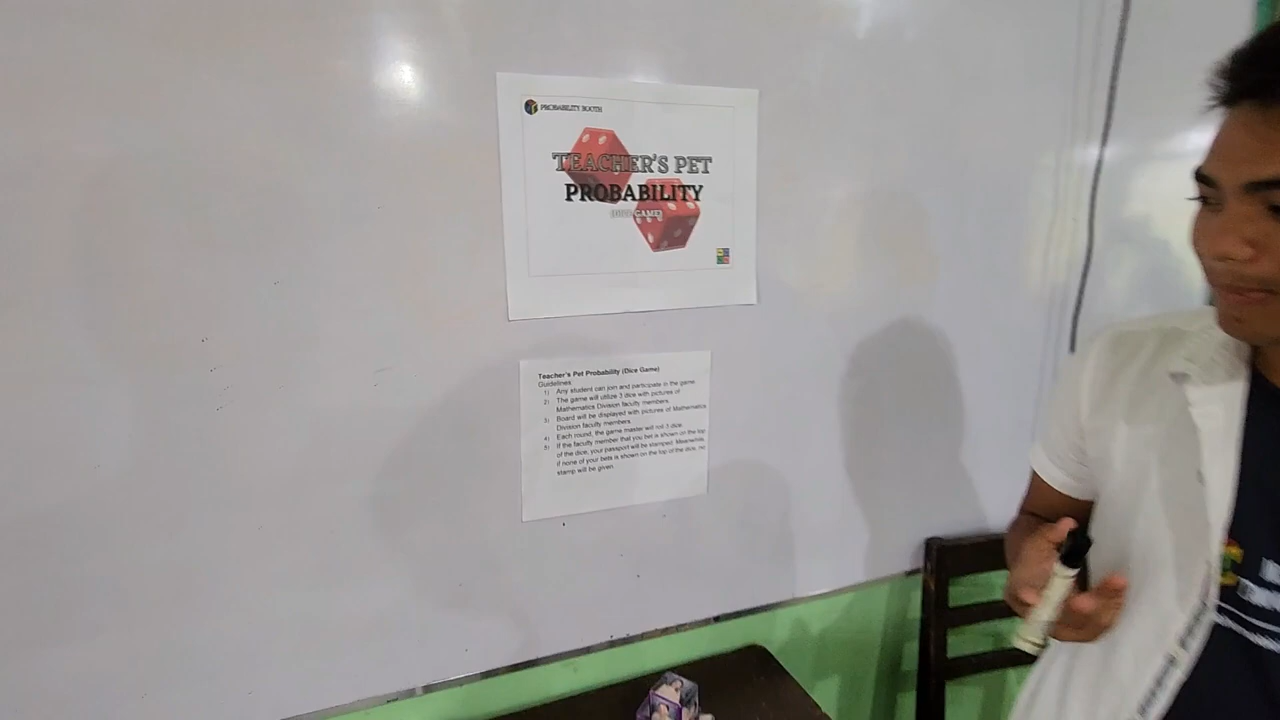 PROBABILITY BOOTH
TEACHER'S PET
PROBABILITY
(DICE GAME)
Teacher's Pet Probability (Dice Game)
Guidelines
1) Any student can join and participate in the game.
2) The game will utilize 3 dice with pictures of
Mathematics Division faculty members.
3) Board will be displayed with pictures of Mathematics
Division faculty members.
4) Each round, the game master will roll 3 dice.
5) If the faculty member that you bet is shown on the top
of the dice, your passport will be stamped. Meanwhile,
if none of your bets is shown on the top of the dice, no
stamp will be given.